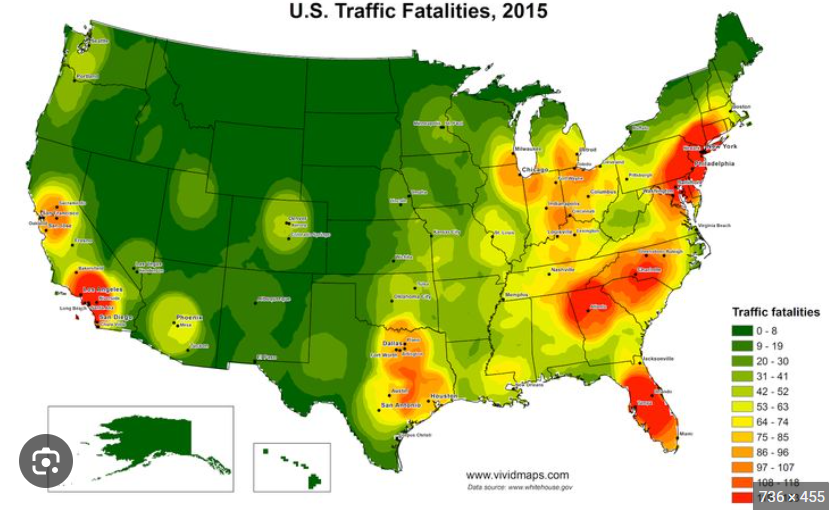 U.S. Traffic Fatalities, 2015
Seattle
Portland
Minneapolis
Milwaukee
Detroit
Boston
Buffalo
New York
Chicago
Toledo
Cleveland
Fort Wayne
Pittsburgh
Philadelphia
Baltimore
Washington
Omaha
Lincoln
Columbus
Indianapolis
Cincinnati
Sacramento
San Francisco
San Jose
Fresno
Denver
Aurora
Colorado Springs
Kansas City
St. Louis
Louisville
Lexington
Virginia Beach
Las Vegas
Henderson
Wichita
Nashville
Raleigh
Charlotte
Bakersfield
Los Angeles
Riverside
Long Beach
San Diego
Chula Vista
Albuquerque
Tulsa
Oklahoma City
Memphis
Atlanta
Phoenix
Mesa
Tucson
El Paso
Dallas
Plano
Fort Worth
Arlington
Jacksonville
Austin
Houston
San Antonio
New Orleans
Corpus Christi
Orlando
Tampa
Miami
Traffic fatalities
0 - 8
9 - 19
20 - 30
31 - 41
42 - 52
53 - 63
64 - 74
75 - 85
86 - 96
97 - 107
108 - 118
www.vividmaps.com
Data source: www.whitehouse.gov
736 × 455